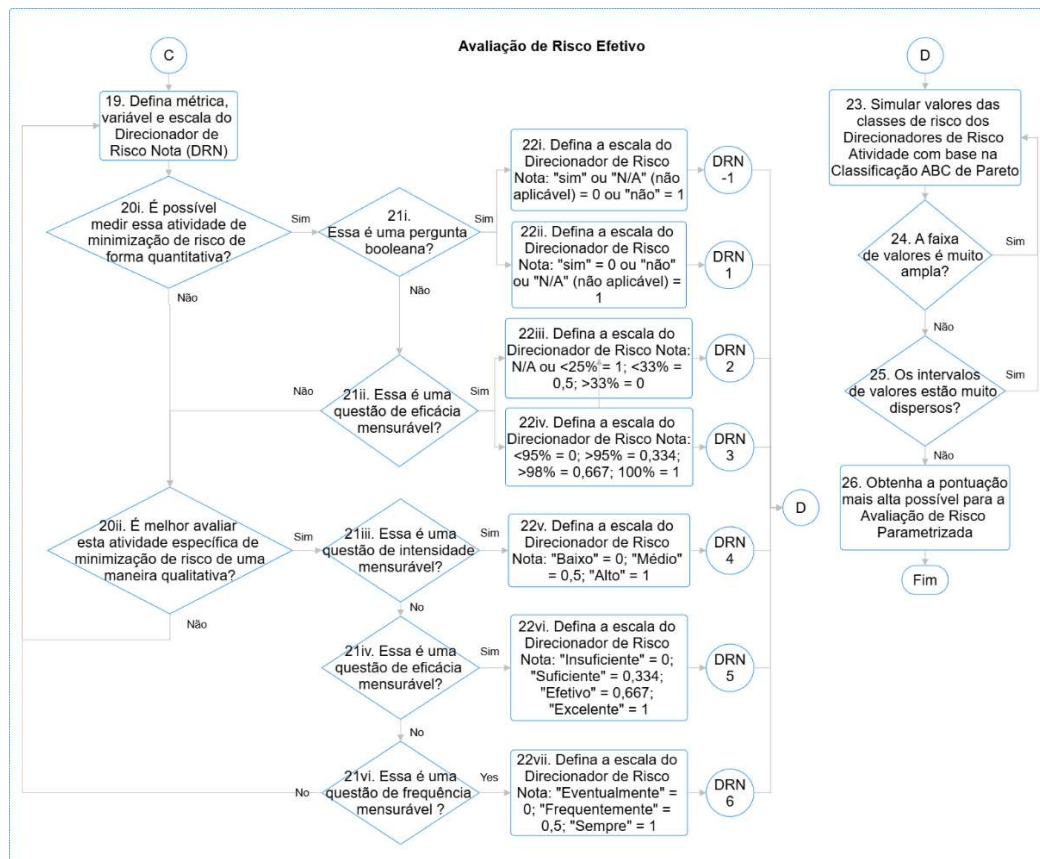 Avaliação de Risco Efetivo
C
19. Defina métrica,
variável e escala do
Direcionador de
Risco Nota (DRN)
20i. É possível
medir essa atividade de
minimização de risco de
forma quantitativa?
Sim
Não
21i.
Essa é uma pergunta
booleana?
Sim
Não
22i. Defina a escala do
Direcionador de Risco
Nota: "sim" ou "N/A" (não
aplicável) = 0 ou "não" = 1
DRN
-1
22ii. Defina a escala do
Direcionador de Risco
Nota: "sim" = 0 ou "não"
ou "N/A" (não aplicável) =
1
DRN
1
21ii. Essa é uma
questão de eficácia
mensurável?
Não
Sim
22iii. Defina a escala do
Direcionador de Risco Nota:
N/A ou <25% = 1; <33% =
0,5; >33% = 0
DRN
2
22iv. Defina a escala do
Direcionador de Risco Nota:
<95% = 0; >95% = 0,334;
>98% = 0,667; 100% = 1
DRN
3
20ii. É melhor avaliar
esta atividade específica de
minimização de risco de uma
maneira qualitativa?
Sim
Não
21iii. Essa é uma
questão de intensidade
mensurável?
Sim
No
22v. Defina a escala do
Direcionador de Risco
Nota: "Baixo" = 0; "Médio"
= 0,5; "Alto" = 1
DRN
4
21iv. Essa é uma
questão de eficácia
mensurável?
Sim
No
22vi. Defina a escala do
Direcionador de Risco
Nota: "Insuficiente" = 0;
"Suficiente" = 0,334;
"Efetivo" = 0,667;
"Excelente" = 1
DRN
5
21vi. Essa é uma
questão de frequência
mensurável ?
No
Yes
22vii. Defina a escala do
Direcionador de Risco
Nota: "Eventualmente" =
0; "Frequentemente" =
0,5; "Sempre" = 1
DRN
6
D
D
23. Simular valores das
classes de risco dos
Direcionadores de Risco
Atividade com base na
Classificação ABC de Pareto
24. A faixa
de valores é muito
ampla?
Sim
Não
25. Os intervalos
de valores estão muito
dispersos?
Sim
Não
26. Obtenha a pontuação
mais alta possível para a
Avaliação de Risco
Parametrizada
Fim